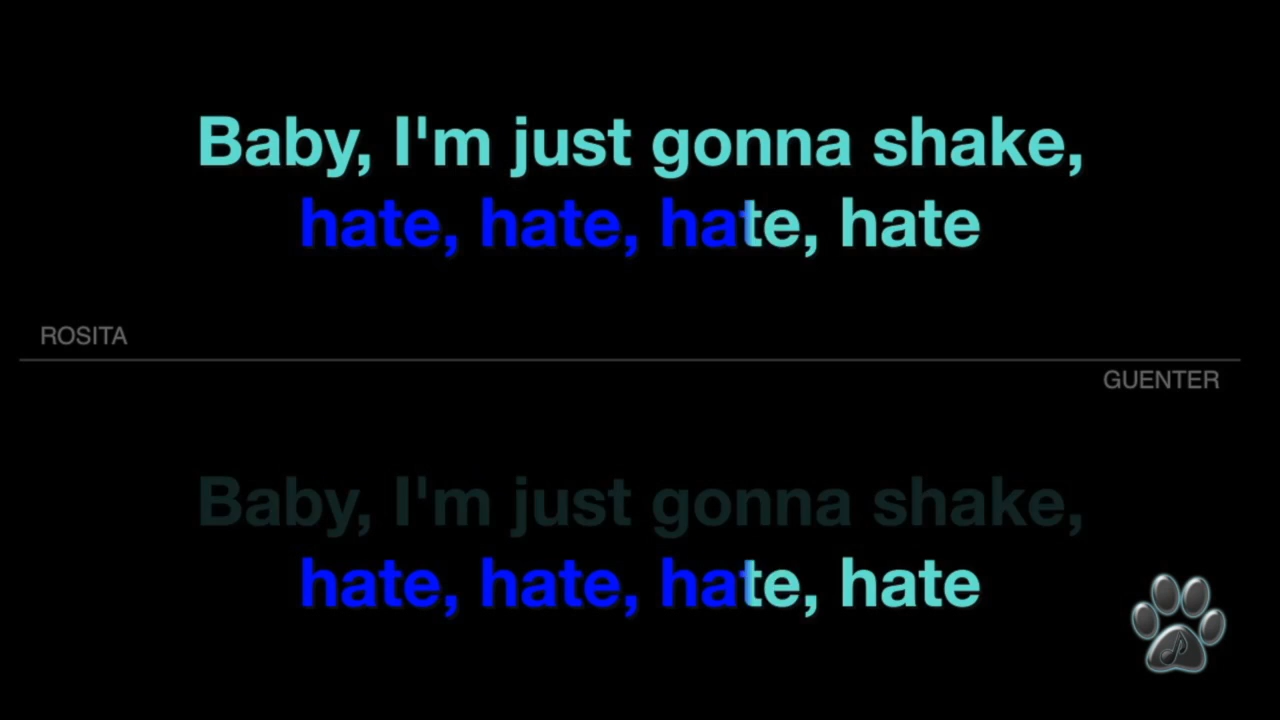 Baby, I'm just gonna shake,
hate, hate, hate, hate
ROSITA
GUENTER
Baby, I'm just gonna shake,
hate, hate, hate, hate